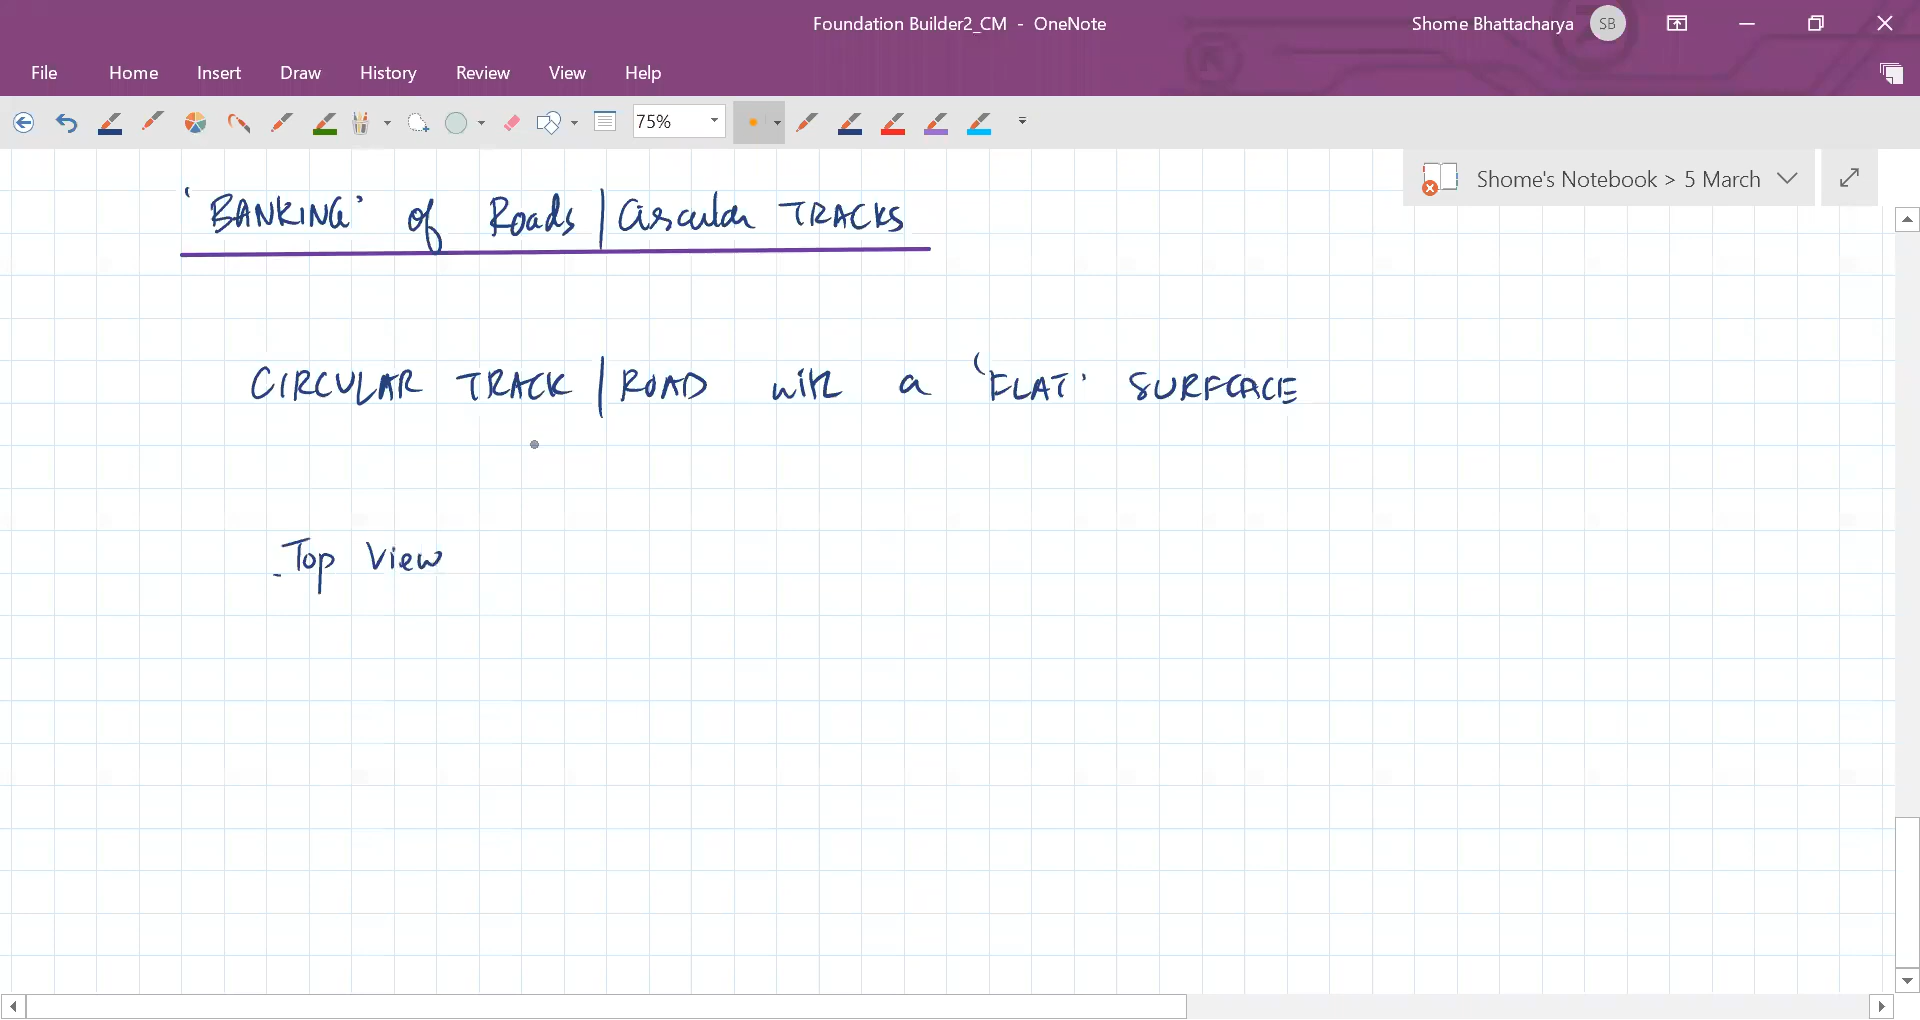 Foundation Builder2_CM - OneNote
Shome Bhattacharya SB
File Home Insert Draw History Review View Help
75%
Shome's Notebook > 5 March
'BANKING' of Roads | Circular TRACKS
CIRCULAR TRACK | ROAD with a 'FLAT' SURFCACE
Top View